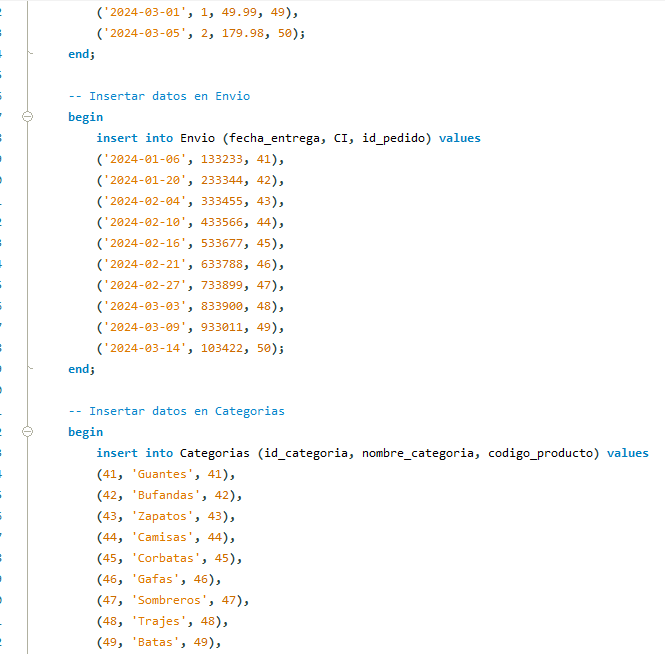 ('2024-03-01', 1, 49.99, 49),
('2024-03-05', 2, 179.98, 50);
end;
-- Insertar datos en Envio
begin
insert into Envio (fecha_entrega, CI, id_pedido) values
('2024-01-06', 133233, 41),
('2024-01-20', 233344, 42),
('2024-02-04', 333455, 43),
('2024-02-10', 433566, 44),
('2024-02-16', 533677, 45),
('2024-02-21', 633788, 46),
('2024-02-27', 733899, 47),
('2024-03-03', 833900, 48),
('2024-03-09', 933011, 49),
('2024-03-14', 103422, 50);
end;
-- Insertar datos en Categorias
begin
insert into Categorias (id_categoria, nombre_categoria, codigo_producto) values
(41, 'Guantes', 41),
(42, 'Bufandas', 42),
(43, 'Zapatos', 43),
(44, 'Camisas', 44),
(45, 'Corbatas', 45),
(46, 'Gafas', 46),
(47, 'Sombreros', 47),
(48, 'Trajes', 48),
(49, 'Batas', 49),